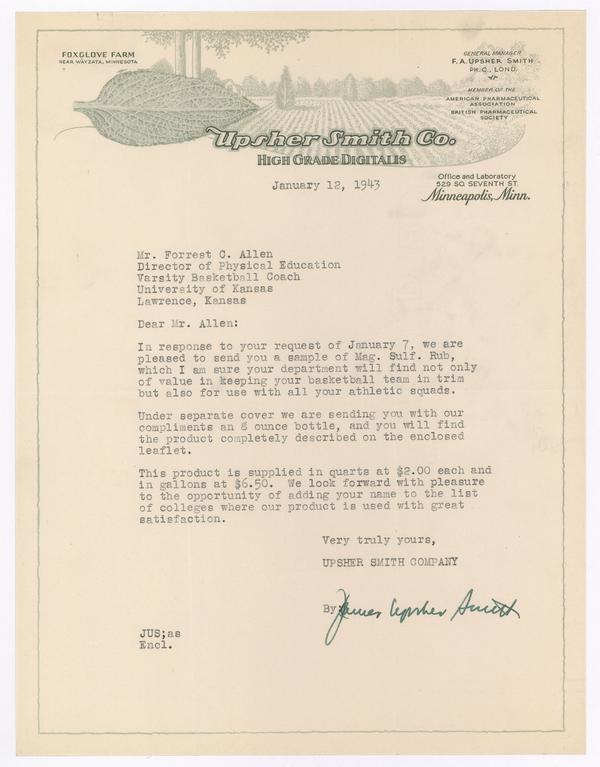 FOXGLOVE FARM
NEAR WAYZATA, MINNESOTA
GENERAL MANAGER
F. A. UPSHER SMITH
PH. C., LOND.
MEMBER OF THE
AMERICAN PHARMACEUTICAL
ASSOCIATION
BRITISH PHARMACEUTICAL
SOCIETY
Upsher Smith Co.
HIGH GRADE DIGITALIS
Office and Laboratory
529 SO. SEVENTH ST.
Minneapolis, Minn.
January 12, 1943
Mr. Forrest C. Allen
Director of Physical Education
Varsity Basketball Coach
University of Kansas
Lawrence, Kansas
Dear Mr. Allen:
In response to your request of January 7, we are
pleased to send you a sample of Mag. Sulf. Rub,
which I am sure your department will find not only
of value in keeping your basketball team in trim
but also for use with all your athletic squads.
Under separate cover we are sending you with our
compliments an 8 ounce bottle, and you will find
the product completely described on the enclosed
leaflet.
This product is supplied in quarts at $2.00 each and
in gallons at $6.50. We look forward with pleasure
to the opportunity of adding your name to the list
of colleges where our product is used with great
satisfaction.
Very truly yours,
UPSHER SMITH COMPANY
By: James Upsher Smith
JUS;as
Encl.